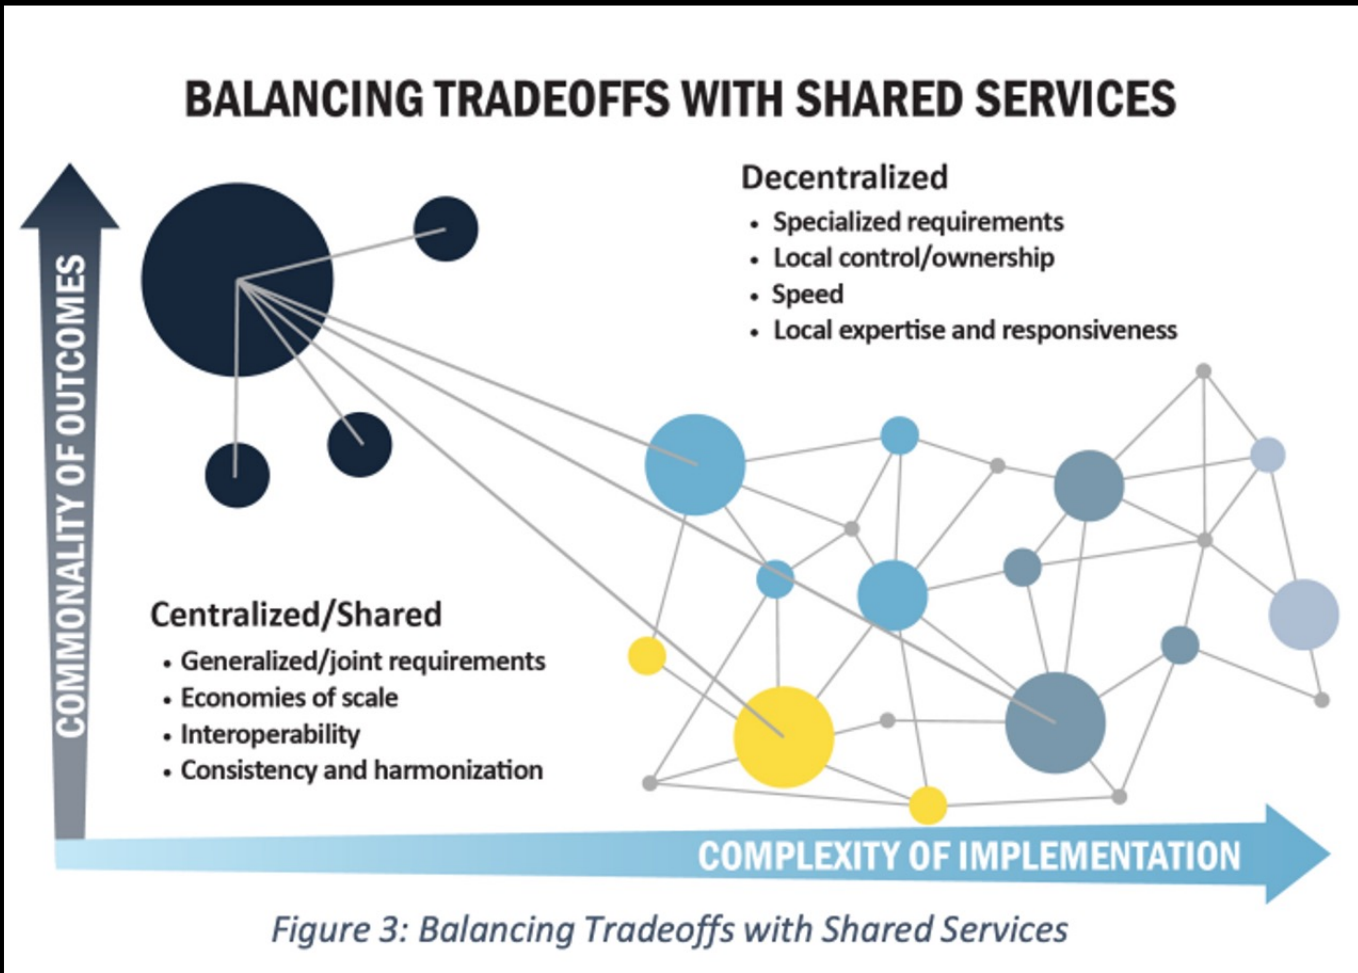 BALANCING TRADEOFFS WITH SHARED SERVICES
Decentralized
• Specialized requirements
• Local control/ownership
• Speed
• Local expertise and responsiveness
COMMONALITY OF OUTCOMES
Centralized/Shared
• Generalized/joint requirements
• Economies of scale
• Interoperability
• Consistency and harmonization
COMPLEXITY OF IMPLEMENTATION
Figure 3: Balancing Tradeoffs with Shared Services